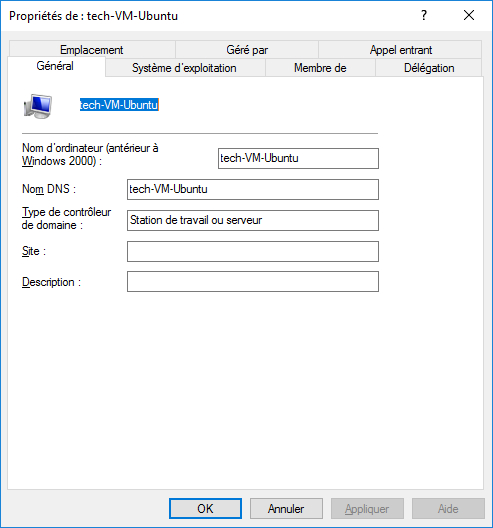 Propriétés de : tech-VM-Ubuntu
?
Emplacement
Géré par
Appel entrant
Général
Système d'exploitation
Membre de
Délégation
tech-VM-Ubuntu
Nom d'ordinateur (antérieur à
Windows 2000) :
tech-VM-Ubuntu
Nom DNS :
tech-VM-Ubuntu
Type de contrôleur
de domaine :
Station de travail ou serveur
Site :
Description :
OK
Annuler
Appliquer
Aide